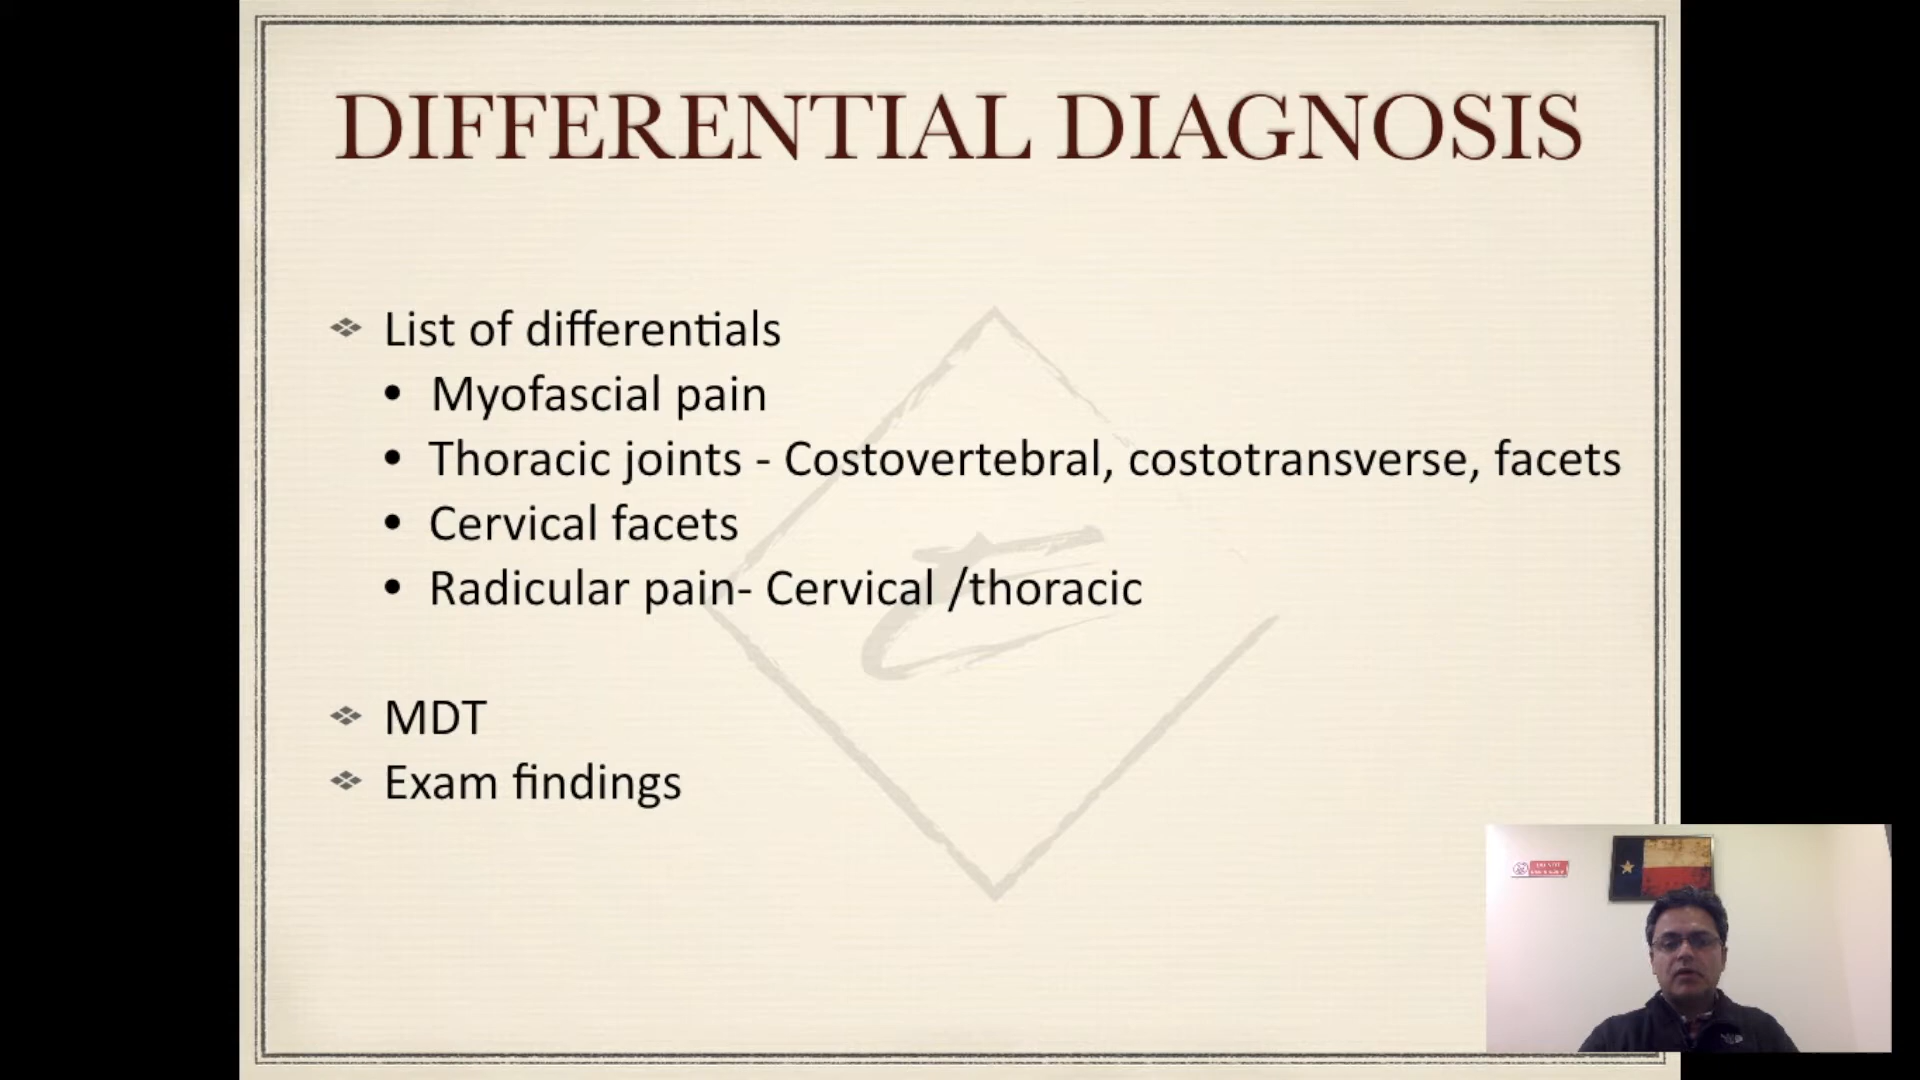 DIFFERENTIAL DIAGNOSIS
List of differentials
Myofascial pain
Thoracic joints - Costovertebral, costotransverse, facets
Cervical facets
Radicular pain- Cervical /thoracic
MDT
Exam findings